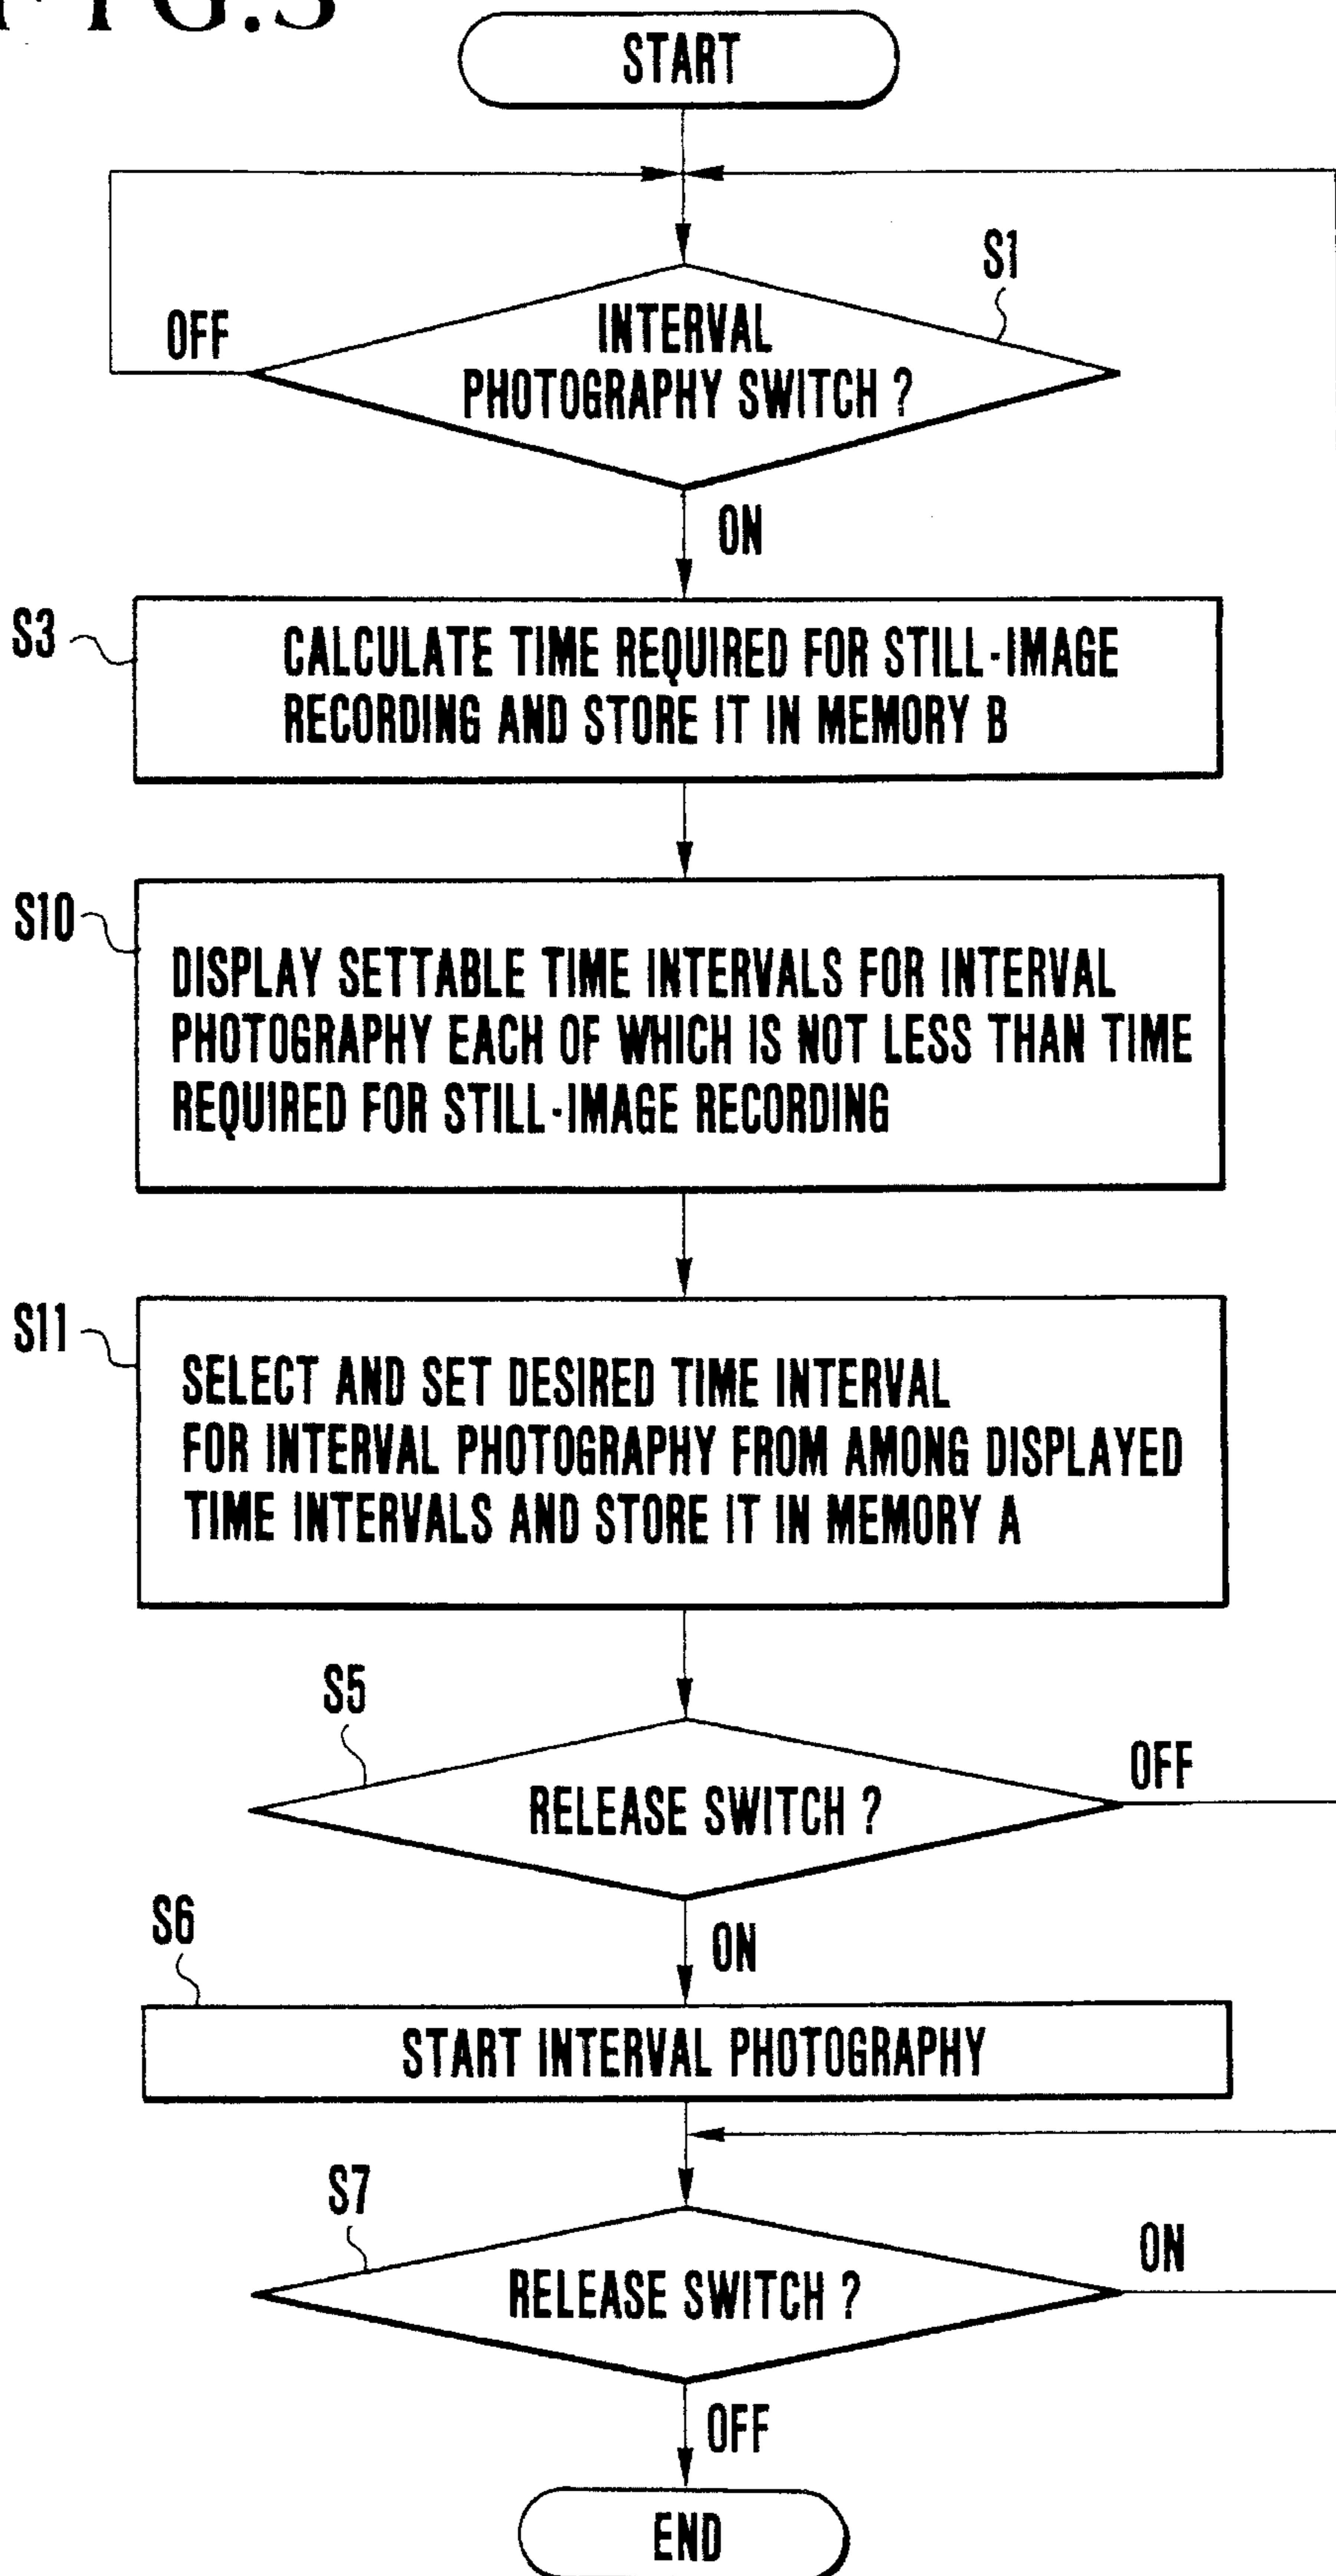 FIG.3
START
S1
INTERVAL
PHOTOGRAPHY SWITCH ?
OFF
ON
S3
CALCULATE TIME REQUIRED FOR STILL-IMAGE
RECORDING AND STORE IT IN MEMORY B
S10
DISPLAY SETTABLE TIME INTERVALS FOR INTERVAL
PHOTOGRAPHY EACH OF WHICH IS NOT LESS THAN TIME
REQUIRED FOR STILL-IMAGE RECORDING
S11
SELECT AND SET DESIRED TIME INTERVAL
FOR INTERVAL PHOTOGRAPHY FROM AMONG DISPLAYED
TIME INTERVALS AND STORE IT IN MEMORY A
S5
RELEASE SWITCH ?
OFF
ON
S6
START INTERVAL PHOTOGRAPHY
S7
RELEASE SWITCH ?
ON
OFF
END